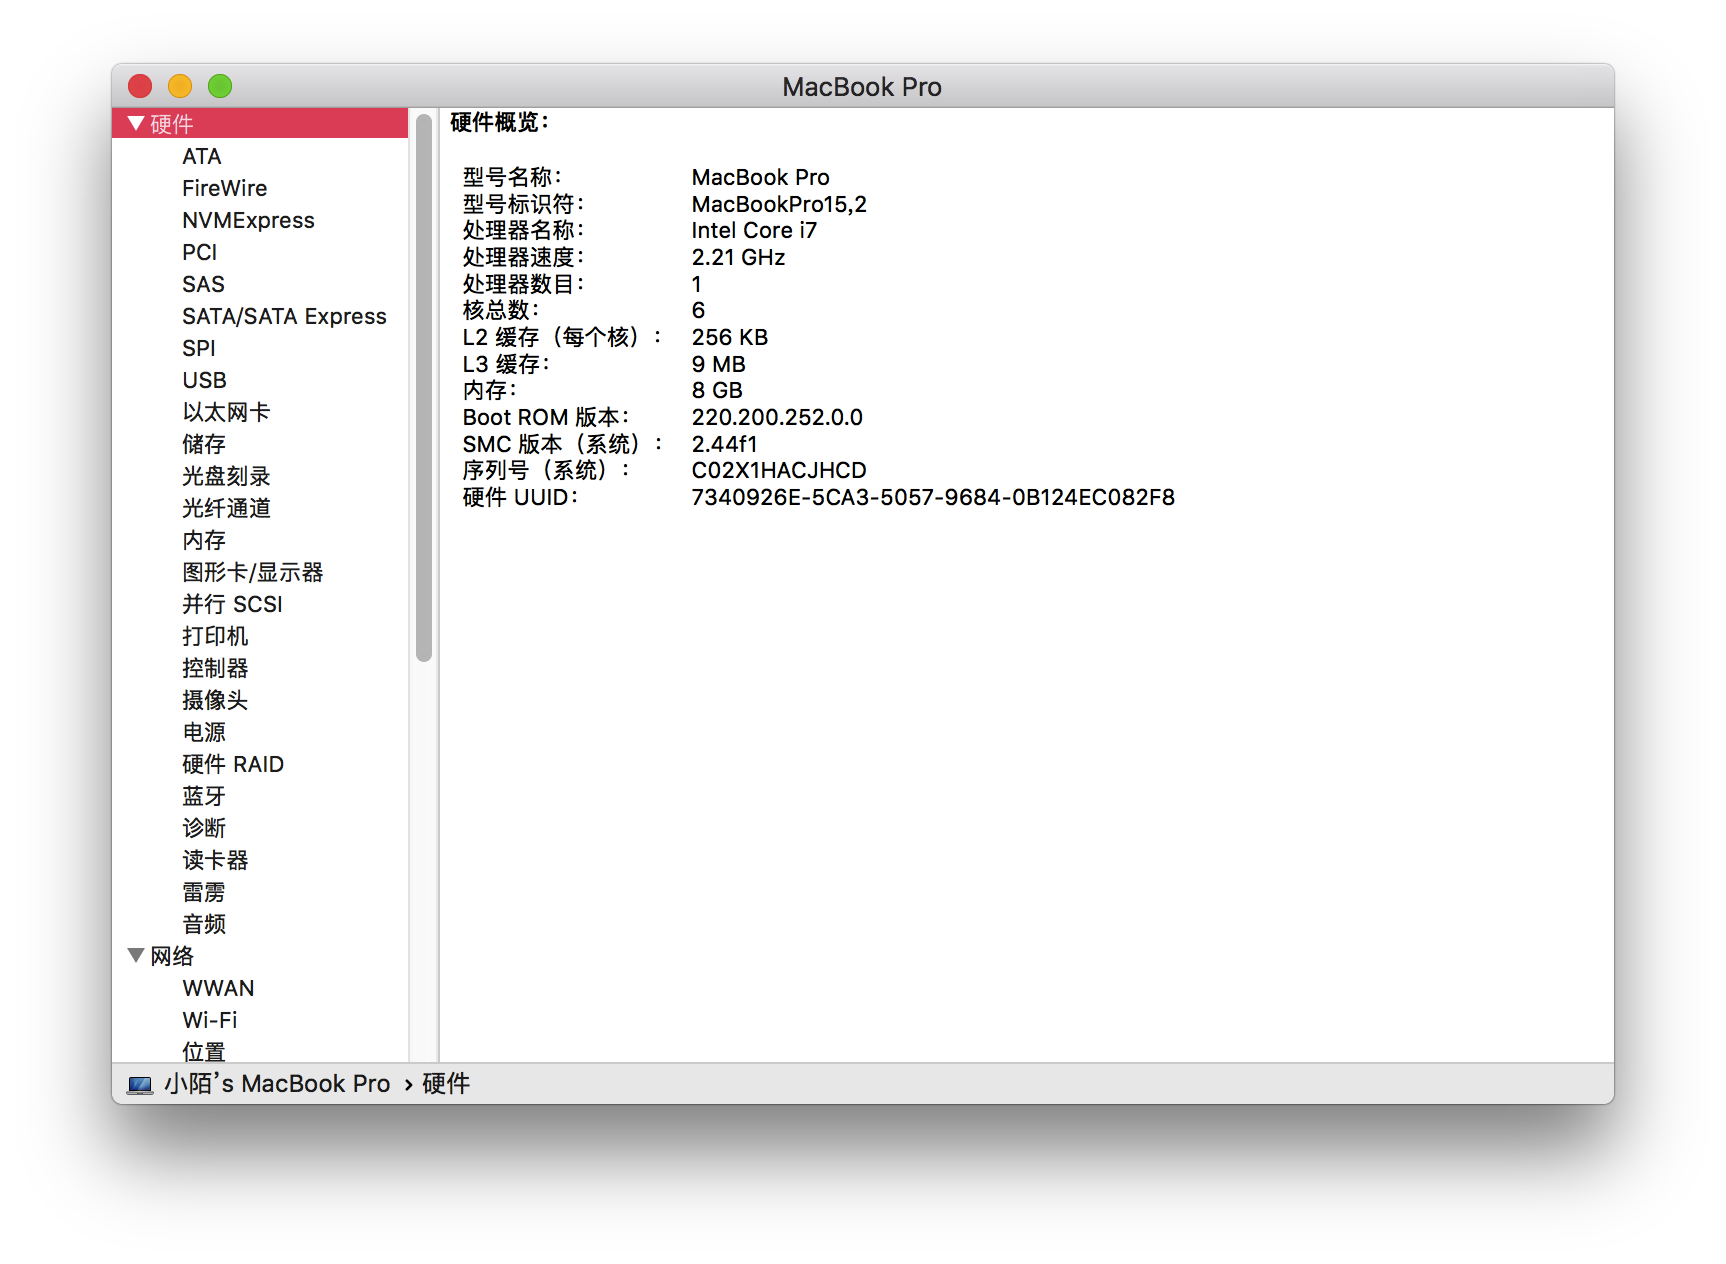 MacBook Pro
硬件
ATA
FireWire
NVMExpress
PCI
SAS
SATA/SATA Express
SPI
USB
以太网卡
储存
光盘刻录
光纤通道
内存
图形卡/显示器
并行 SCSI
打印机
控制器
摄像头
电源
硬件 RAID
蓝牙
诊断
读卡器
雷雳
音频
网络
WWAN
Wi-Fi
位置
硬件概览：
型号名称： MacBook Pro
型号标识符： MacBookPro15,2
处理器名称： Intel Core i7
处理器速度： 2.21 GHz
处理器数目： 1
核总数： 6
L2 缓存（每个核）： 256 KB
L3 缓存： 9 MB
内存： 8 GB
Boot ROM 版本： 220.200.252.0.0
SMC 版本（系统）： 2.44f1
序列号（系统）： C02X1HACJHCD
硬件 UUID： 7340926E-5CA3-5057-9684-0B124EC082F8
小陌’s MacBook Pro › 硬件